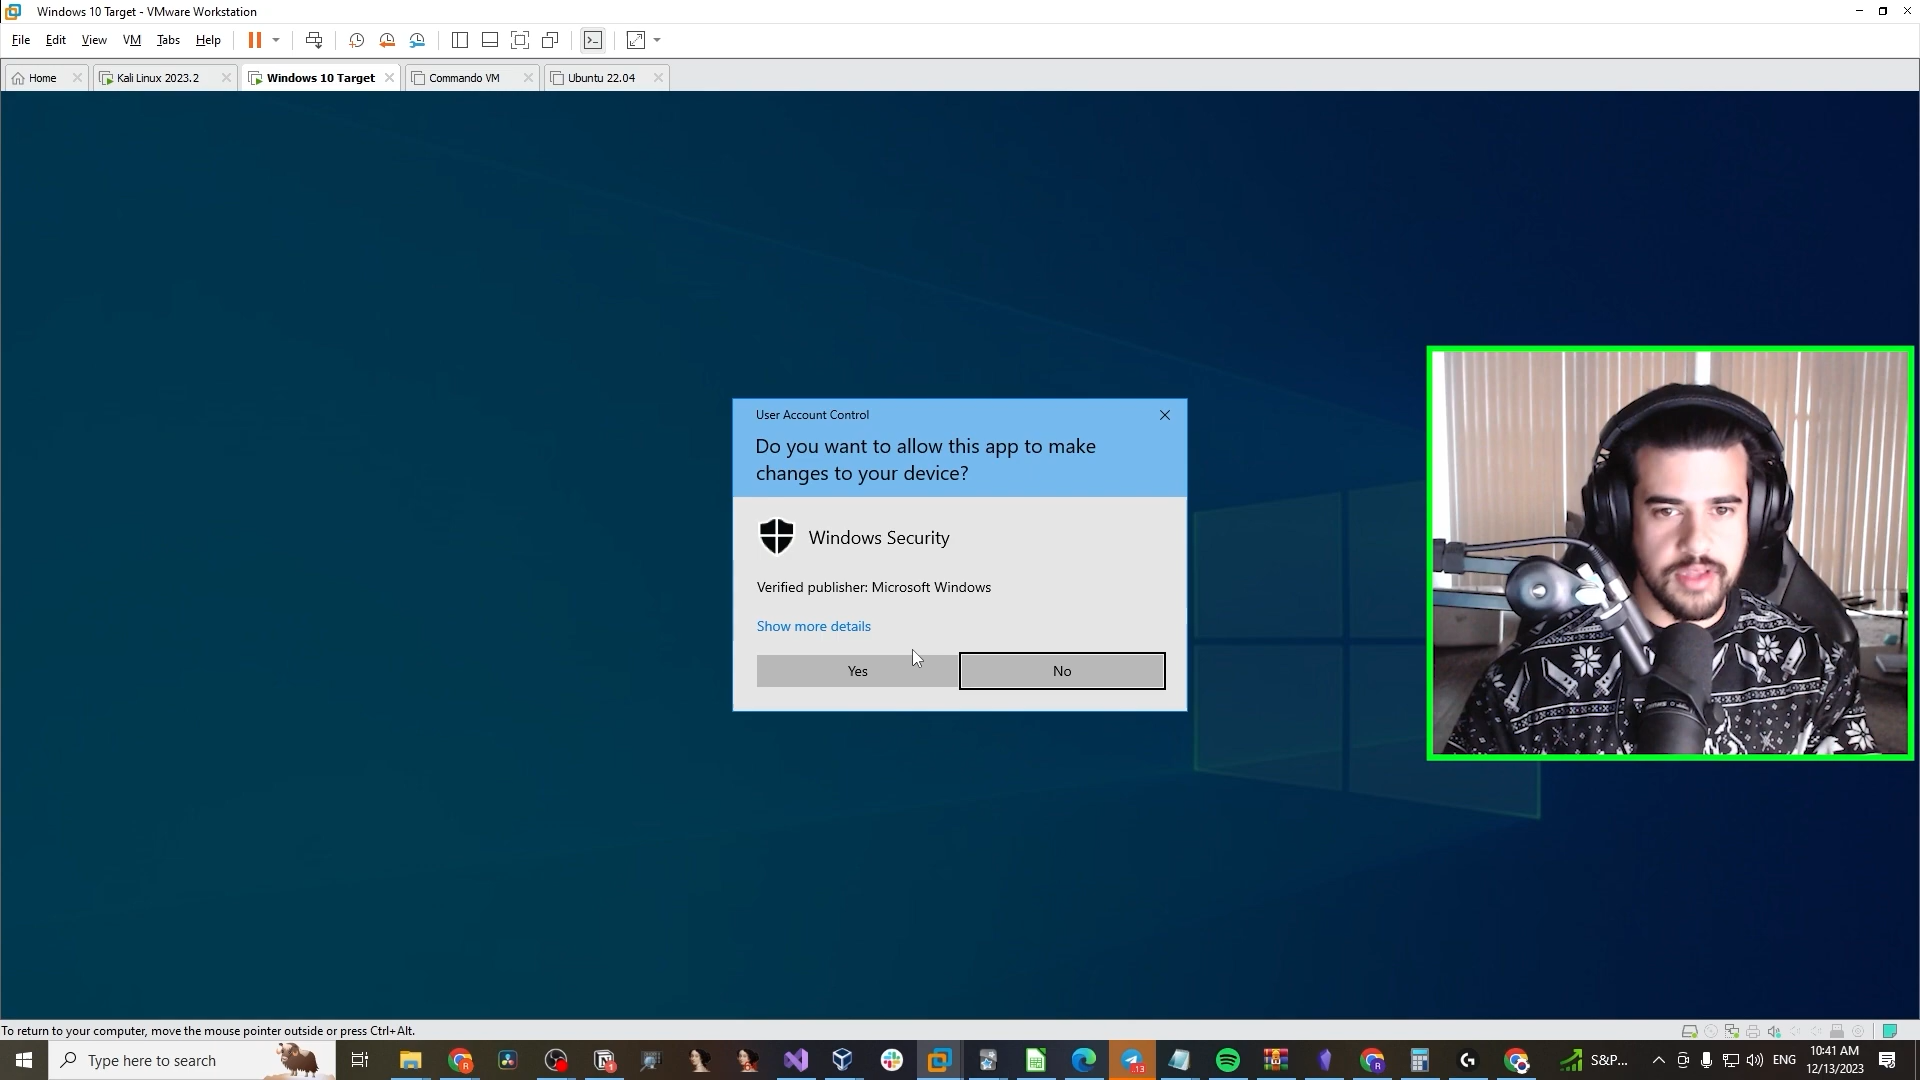 Windows 10 Target - VMware Workstation
File Edit View VM Tabs Help
Home Kali Linux 2023.2 Windows 10 Target Commando VM Ubuntu 22.04
User Account Control
Do you want to allow this app to make
changes to your device?
Windows Security
Verified publisher: Microsoft Windows
Show more details
Yes No
To return to your computer, move the mouse pointer outside or press Ctrl+Alt.
Type here to search
S&P...
ENG
10:41 AM
12/13/2023